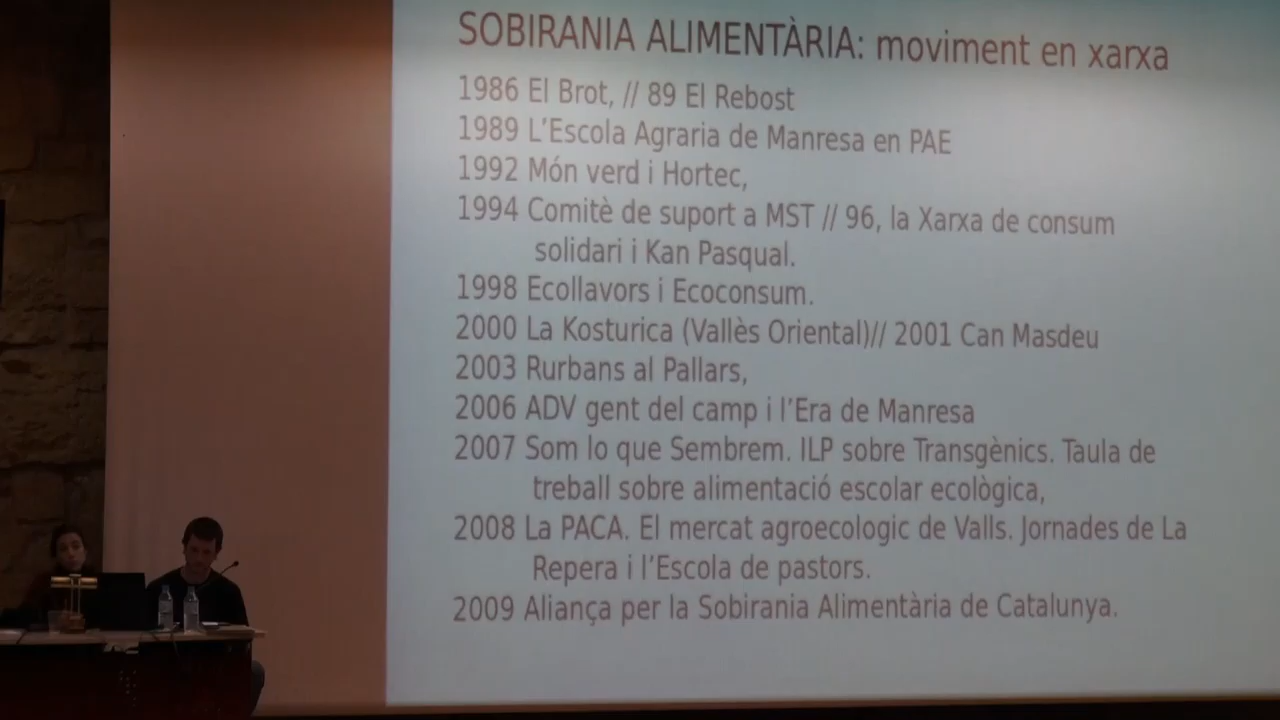 SOBIRANIA ALIMENTÀRIA: moviment en xarxa
1986 El Brot, // 89 El Rebost
1989 L'Escola Agraria de Manresa en PAE
1992 Món verd i Hortec,
1994 Comitè de suport a MST // 96, la Xarxa de consum
solidari i Kan Pasqual.
1998 Ecollavors i Ecoconsum.
2000 La Kosturica (Vallès Oriental)// 2001 Can Masdeu
2003 Rurbans al Pallars,
2006 ADV gent del camp i l'Era de Manresa
2007 Som lo que Sembrem. ILP sobre Transgènics. Taula de
treball sobre alimentació escolar ecològica,
2008 La PACA. El mercat agroecologic de Valls. Jornades de La
Repera i l'Escola de pastors.
2009 Aliança per la Sobirania Alimentària de Catalunya.